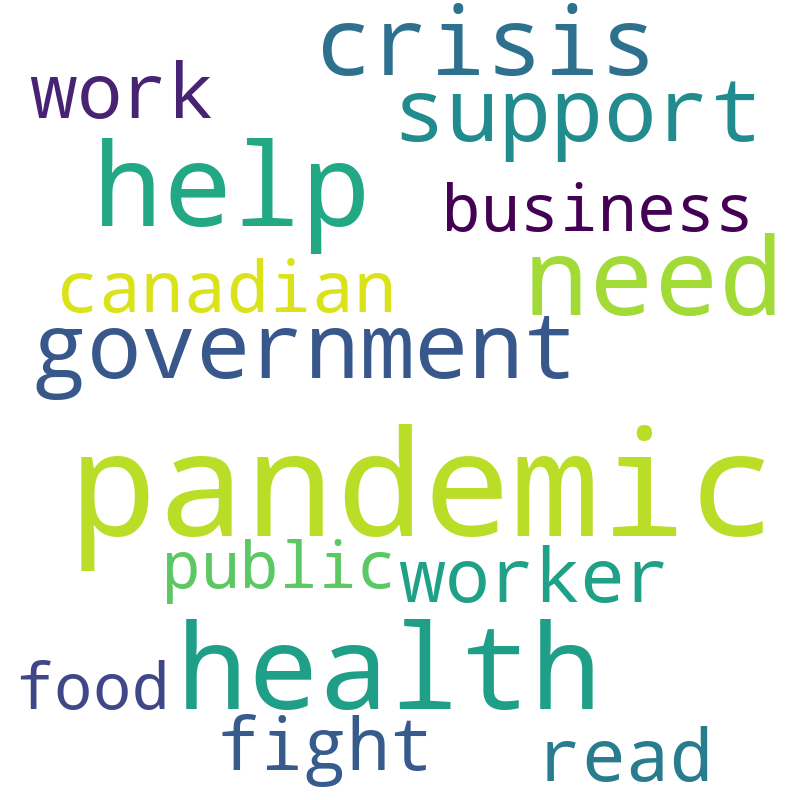 crisis
work
support
help
business
need
canadian
government
pandemic
public
worker
health
food
fight
read